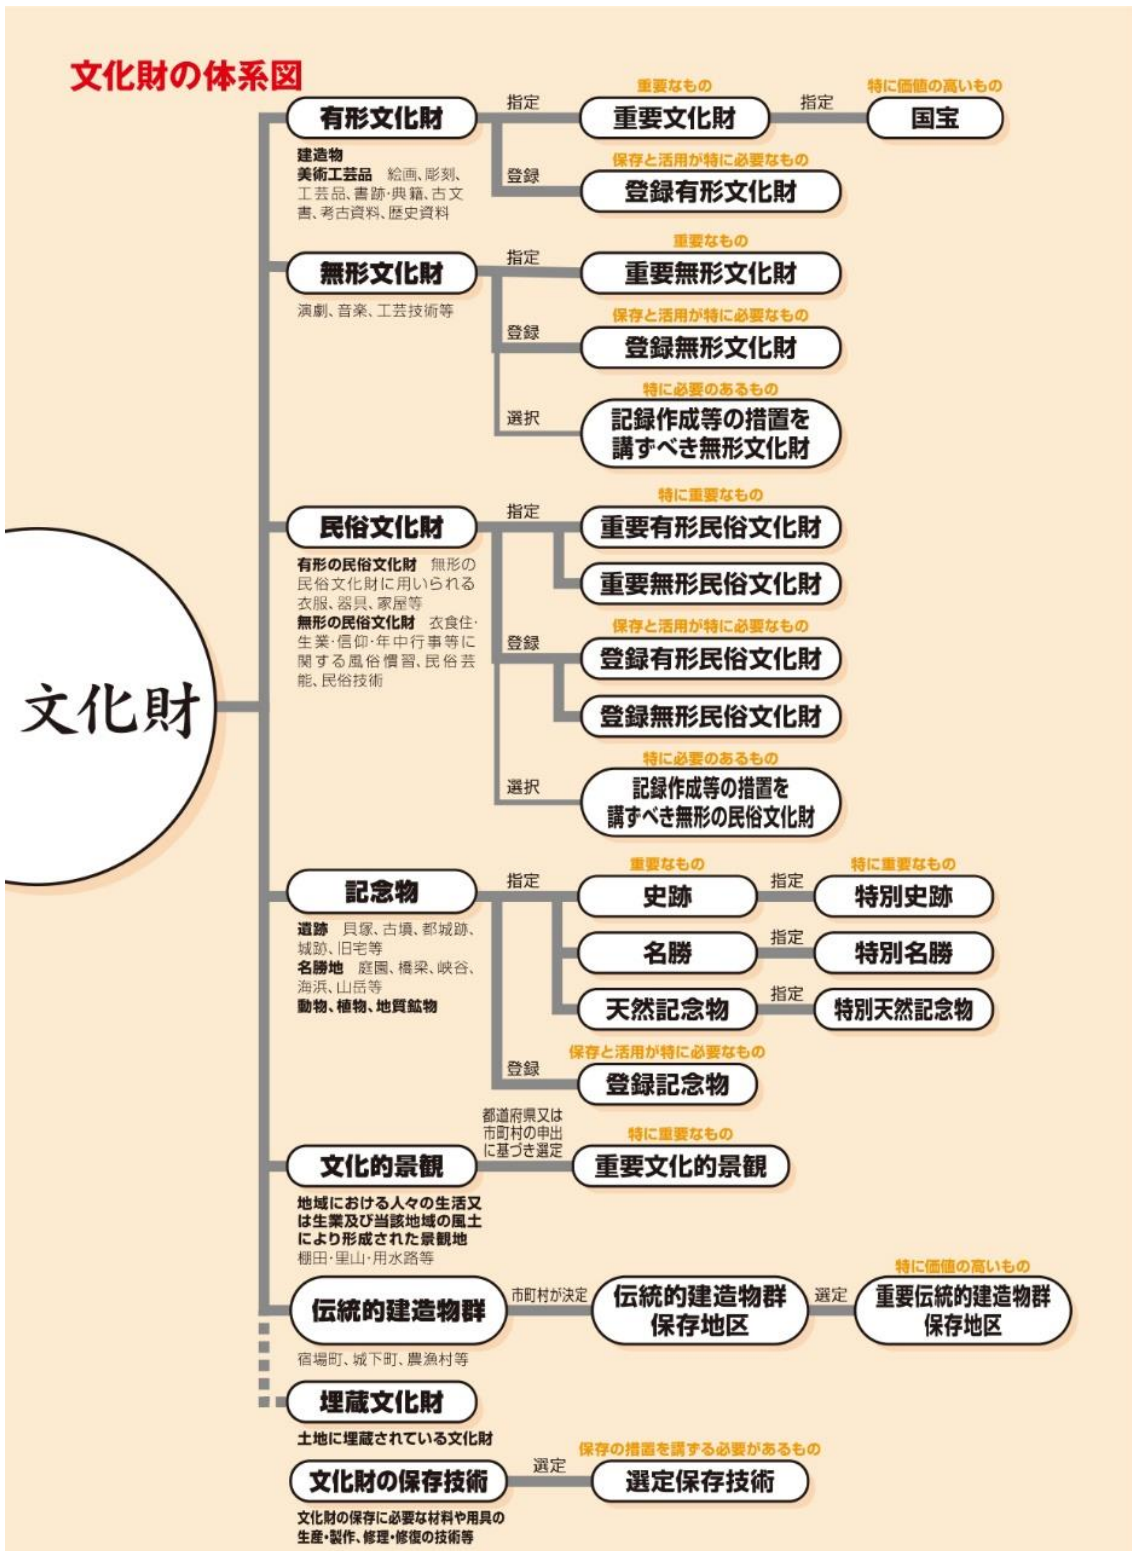 文化財の体系図
文化財
有形文化財
建造物
美術工芸品 絵画、彫刻、
工芸品、書跡・典籍、古文
書、考古資料、歴史資料
指定
重要なもの
重要文化財
指定
特に価値の高いもの
国宝
登録
保存と活用が特に必要なもの
登録有形文化財
無形文化財
演劇、音楽、工芸技術等
指定
重要なもの
重要無形文化財
登録
保存と活用が特に必要なもの
登録無形文化財
選択
特に必要のあるもの
記録作成等の措置を
講ずべき無形文化財
民俗文化財
有形の民俗文化財 無形の
民俗文化財に用いられる
衣服、器具、家屋等
無形の民俗文化財 衣食住・
生業・信仰・年中行事等に
関する風俗慣習、民俗芸
能、民俗技術
指定
特に重要なもの
重要有形民俗文化財
重要無形民俗文化財
登録
保存と活用が特に必要なもの
登録有形民俗文化財
登録無形民俗文化財
選択
特に必要のあるもの
記録作成等の措置を
講ずべき無形の民俗文化財
記念物
遺跡 貝塚、古墳、都城跡、
城跡、旧宅等
名勝地 庭園、橋梁、峡谷、
海浜、山岳等
動物、植物、地質鉱物
指定
重要なもの
史跡
指定
特に重要なもの
特別史跡
名勝
指定
特別名勝
天然記念物
指定
特別天然記念物
登録
保存と活用が特に必要なもの
登録記念物
文化的景観
地域における人々の生活又
は生業及び当該地域の風土
により形成された景観地
棚田・里山・用水路等
都道府県又は
市町村の申出
に基づき選定
特に重要なもの
重要文化的景観
伝統的建造物群
宿場町、城下町、農漁村等
市町村が決定
伝統的建造物群
保存地区
選定
特に価値の高いもの
重要伝統的建造物群
保存地区
埋蔵文化財
土地に埋蔵されている文化財
文化財の保存技術
文化財の保存に必要な材料や用具の
生産・製作、修理・修復の技術等
選定
保存の措置を講ずる必要があるもの
選定保存技術